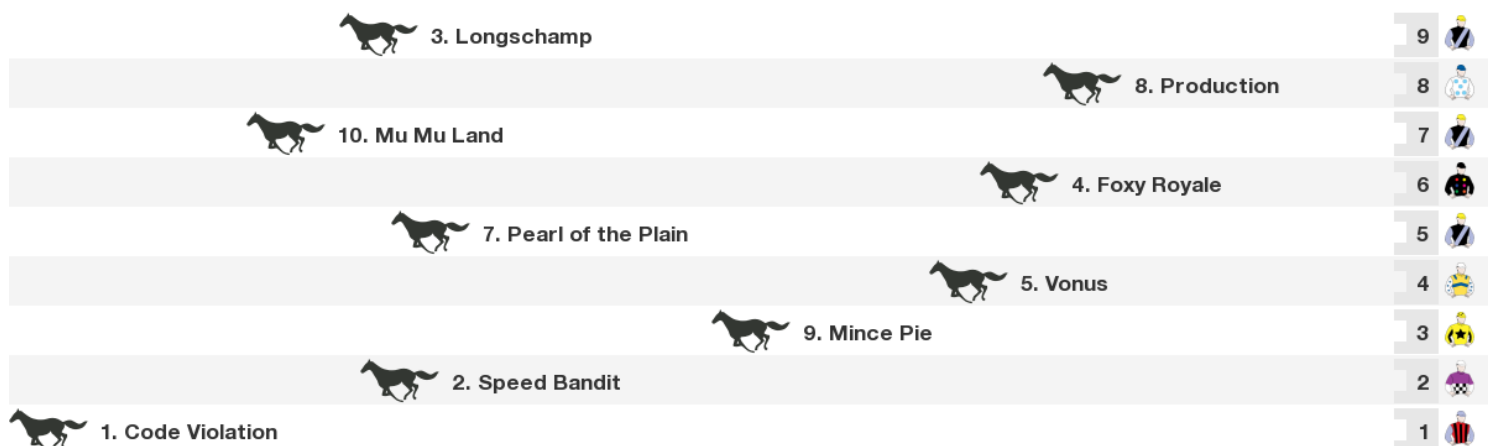 3. Longschamp 9
8. Production 8
10. Mu Mu Land 7
4. Foxy Royale 6
7. Pearl of the Plain 5
5. Vonus 4
9. Mince Pie 3
2. Speed Bandit 2
1. Code Violation 1